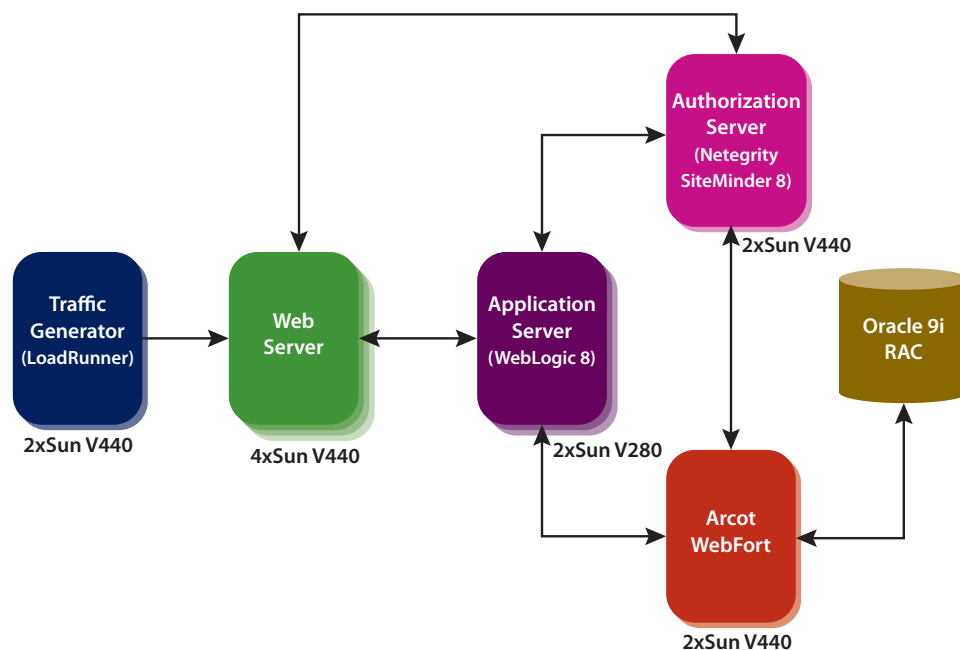 Authorization
Server
(Netegrity
SiteMinder 8)
2xSun V440
Traffic
Generator
(LoadRunner)
2xSun V440
Web
Server
4xSun V440
Application
Server
(WebLogic 8)
2xSun V280
Oracle 9i
RAC
Arcot
WebFort
2xSun V440